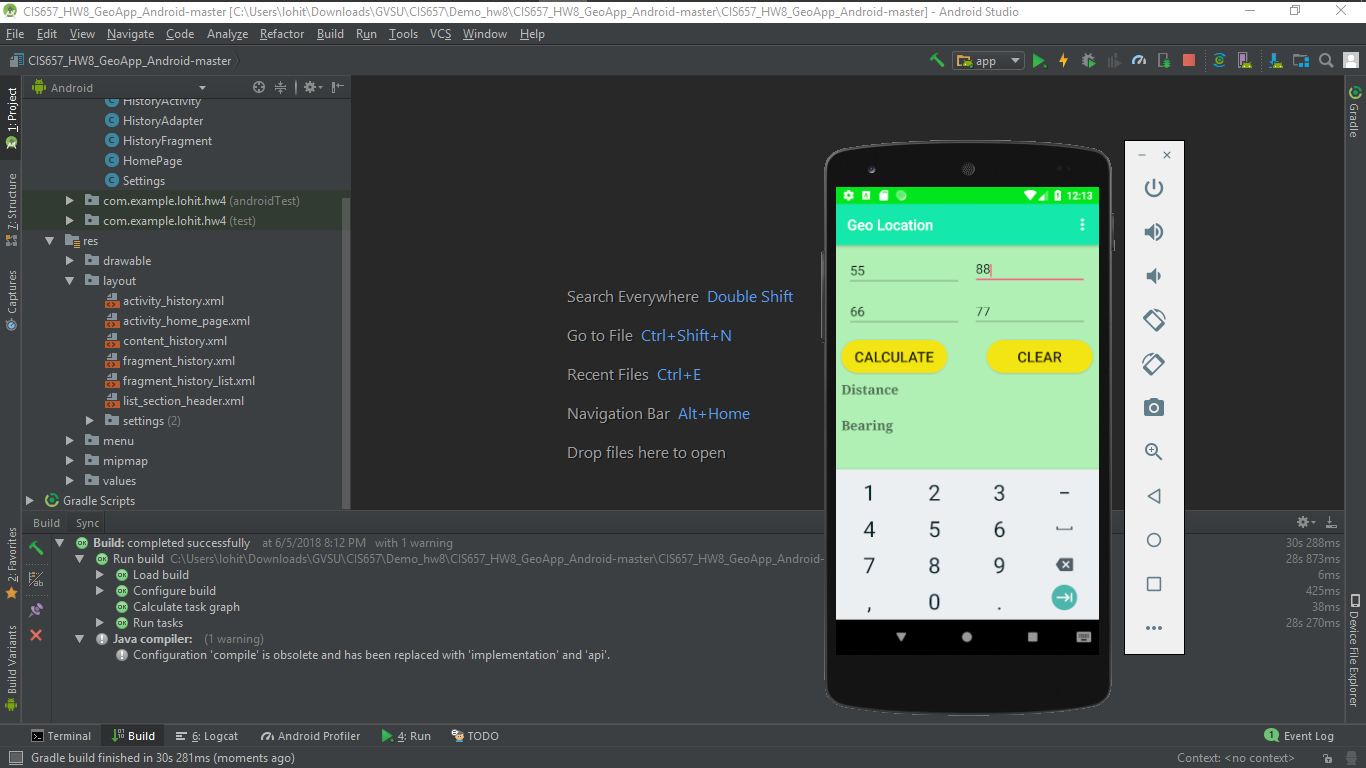 CIS657_HW8_GeoApp_Android-master [C:\Users\lohit\Downloads\GVSU\CIS657\Demo_hw8\CIS657_HW8_GeoApp_Android-master\CIS657_HW8_GeoApp_Android-master] - Android Studio
File Edit View Navigate Code Analyze Refactor Build Run Tools VCS Window Help
CIS657_HW8_GeoApp_Android-master
app
Android
1: Project
7: Structure
Captures
2: Favorites
Build Variants
HistoryActivity
HistoryAdapter
HistoryFragment
HomePage
Settings
com.example.lohit.hw4 (androidTest)
com.example.lohit.hw4 (test)
res
drawable
layout
activity_history.xml
activity_home_page.xml
content_history.xml
fragment_history.xml
fragment_history_list.xml
list_section_header.xml
settings (2)
menu
mipmap
values
Gradle Scripts
Search Everywhere Double Shift
Go to File Ctrl+Shift+N
Recent Files Ctrl+E
Navigation Bar Alt+Home
Drop files here to open
12:13
Geo Location
55 88
66 77
CALCULATE CLEAR
Distance
Bearing
1 2 3 -
4 5 6
7 8 9
, 0 .
Gradle
Device File Explorer
Build Sync
Build: completed successfully at 6/5/2018 8:12 PM with 1 warning 30s 288ms
Run build C:\Users\lohit\Downloads\GVSU\CIS657\Demo_hw8\CIS657_HW8_GeoApp_Android-master\CIS657_HW8_GeoApp_Android- 28s 873ms
Load build 6ms
Configure build 425ms
Calculate task graph 38ms
Run tasks 28s 270ms
Java compiler: (1 warning)
Configuration 'compile' is obsolete and has been replaced with 'implementation' and 'api'.
Terminal Build 6: Logcat Android Profiler 4: Run TODO 1 Event Log
Gradle build finished in 30s 281ms (moments ago) Context: <no context>